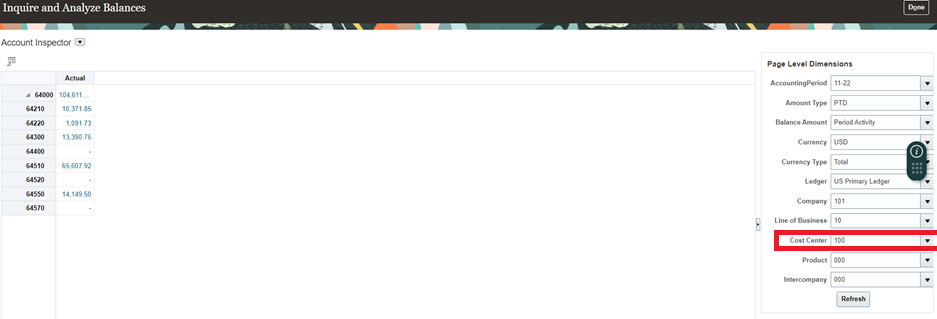 Inquire and Analyze Balances
Done
Account Inspector
Actual
64000 104,611....
64210 10,371.85
64220 1,091.73
64300 13,390.76
64400 -
64510 65,607.92
64520 -
64550 14,149.50
64570 -
Page Level Dimensions
AccountingPeriod 11-22
Amount Type PTD
Balance Amount Period Activity
Currency USD
Currency Type Total
Ledger US Primary Ledger
Company 101
Line of Business 10
Cost Center 100
Product 000
Intercompany 000
Refresh